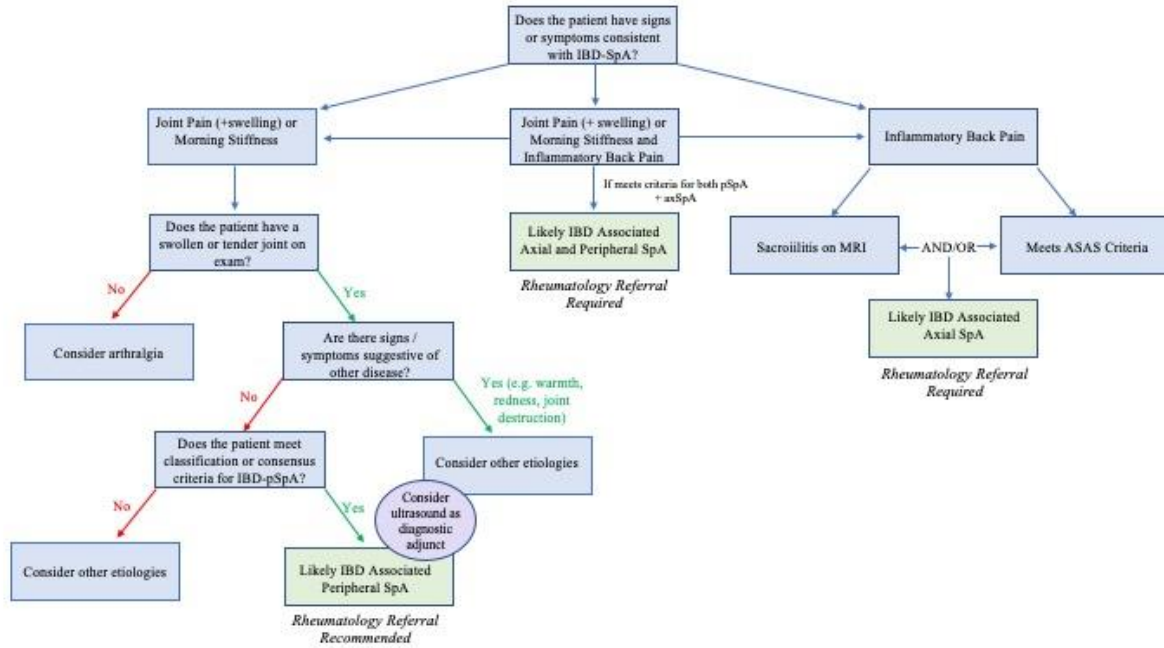 Does the patient have signs
or symptoms consistent
with IBD-SpA?
Joint Pain (+swelling) or
Morning Stiffness
Joint Pain (+ swelling) or
Morning Stiffness and
Inflammatory Back Pain
Inflammatory Back Pain
If meets criteria for both pSpA
+ axSpA
Does the patient have a
swollen or tender joint on
exam?
Likely IBD Associated
Axial and Peripheral SpA
Rheumatology Referral
Required
Sacroiilitis on MRI
AND/OR
Meets ASAS Criteria
No
Yes
Likely IBD Associated
Axial SpA
Rheumatology Referral
Required
Consider arthralgia
Are there signs /
symptoms suggestive of
other disease?
No
Yes (e.g. warmth,
redness, joint
destruction)
Does the patient meet
classification or consensus
criteria for IBD-pSpA?
Consider other etiologies
No
Yes
Consider
ultrasound as
diagnostic
adjunct
Consider other etiologies
Likely IBD Associated
Peripheral SpA
Rheumatology Referral
Recommended